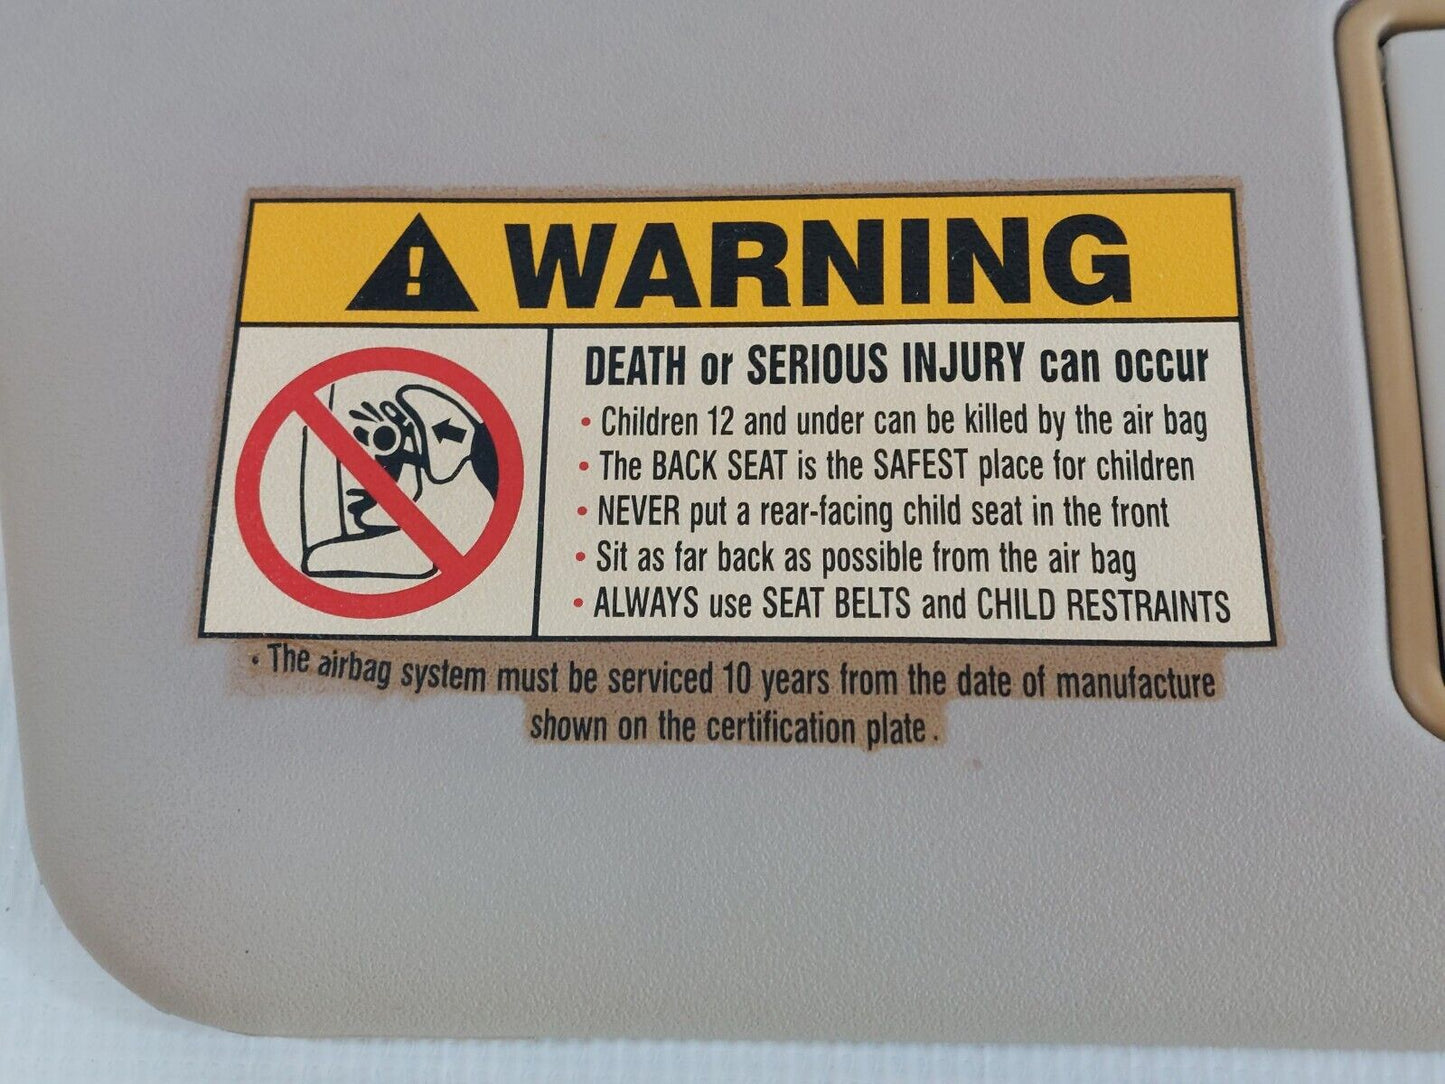 WARNING
DEATH or SERIOUS INJURY can occur
• Children 12 and under can be killed by the air bag
• The BACK SEAT is the SAFEST place for children
• NEVER put a rear-facing child seat in the front
• Sit as far back as possible from the air bag
• ALWAYS use SEAT BELTS and CHILD RESTRAINTS
• The airbag system must be serviced 10 years from the date of manufacture
shown on the certification plate.